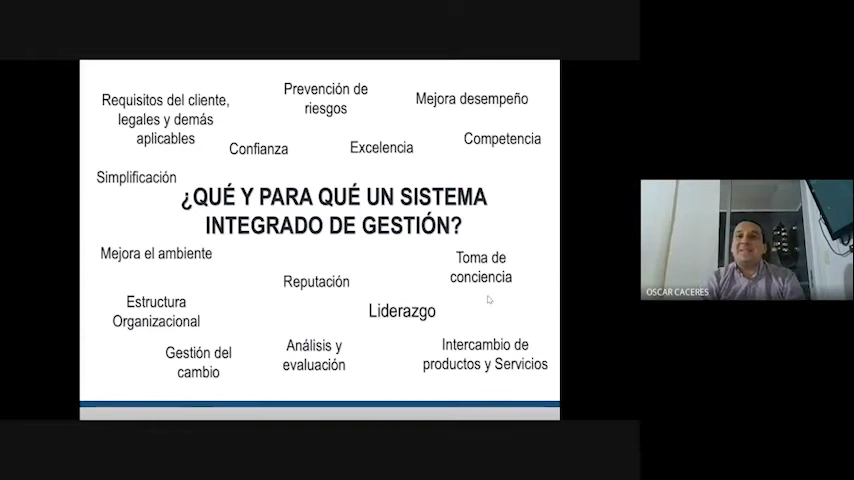 Prevención de
riesgos
Requisitos del cliente,
legales y demás
aplicables
Mejora desempeño
Confianza
Excelencia
Competencia
Simplificación
¿QUÉ Y PARA QUÉ UN SISTEMA
INTEGRADO DE GESTIÓN?
Mejora el ambiente
Toma de
conciencia
Reputación
Estructura
Organizacional
Liderazgo
Gestión del
cambio
Análisis y
evaluación
Intercambio de
productos y Servicios
OSCAR CACERES